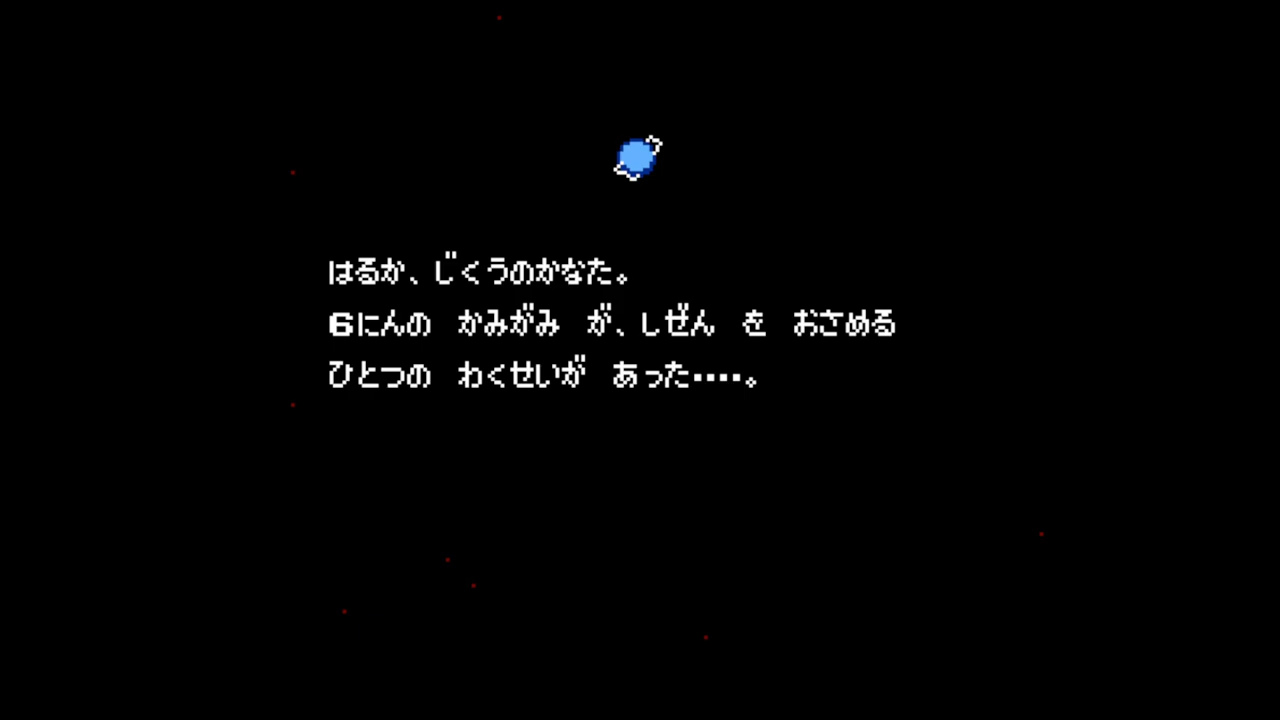 はるか、じくうのかなた。
6にんの　かみがみ　が、しぜん　を　おさめる
ひとつの　わくせいが　あった････。